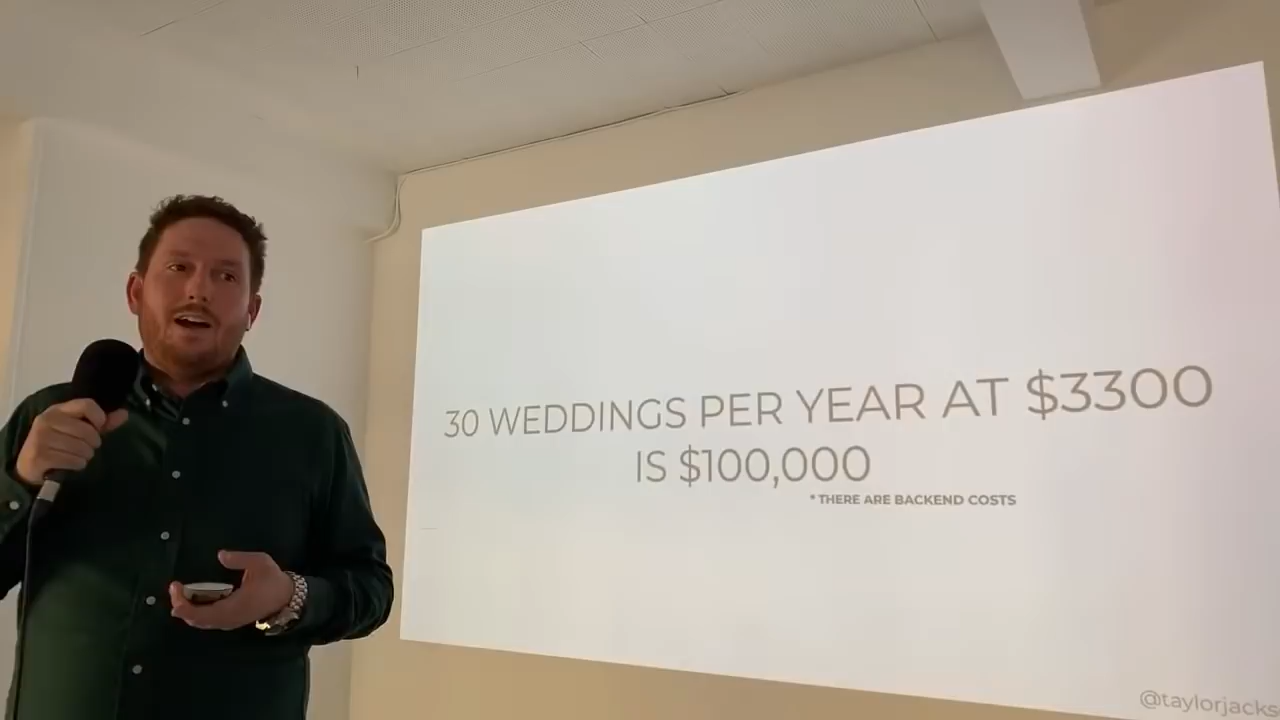 30 WEDDINGS PER YEAR AT $3300
IS $100,000
* THERE ARE BACKEND COSTS
@taylorjacks